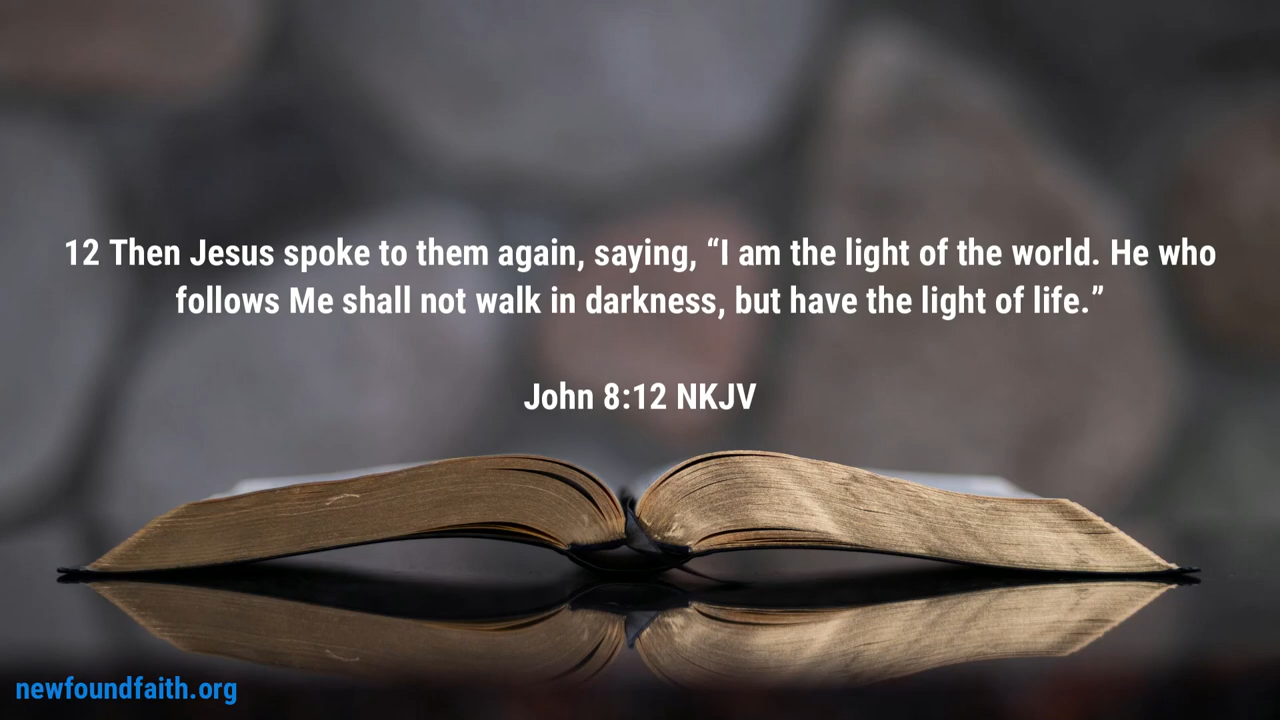 12 Then Jesus spoke to them again, saying, “I am the light of the world. He who
follows Me shall not walk in darkness, but have the light of life.”
John 8:12 NKJV
newfoundfaith.org